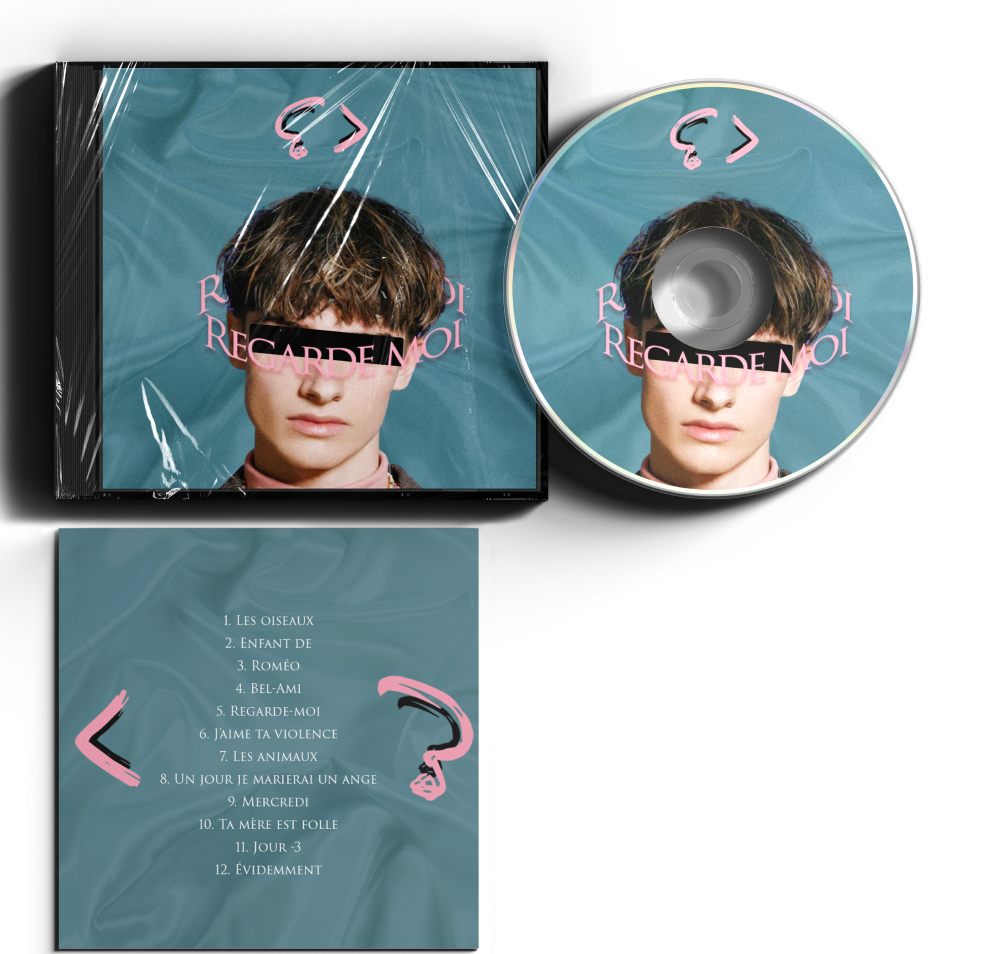 REGARDE MOI
REGARDE MOI
1. LES OISEAUX
2. ENFANT DE
3. ROMÉO
4. BEL-AMI
5. REGARDE-MOI
6. J'AIME TA VIOLENCE
7. LES ANIMAUX
8. UN JOUR JE MARIERAI UN ANGE
9. MERCREDI
10. TA MÈRE EST FOLLE
11. JOUR -3
12. ÉVIDEMMENT